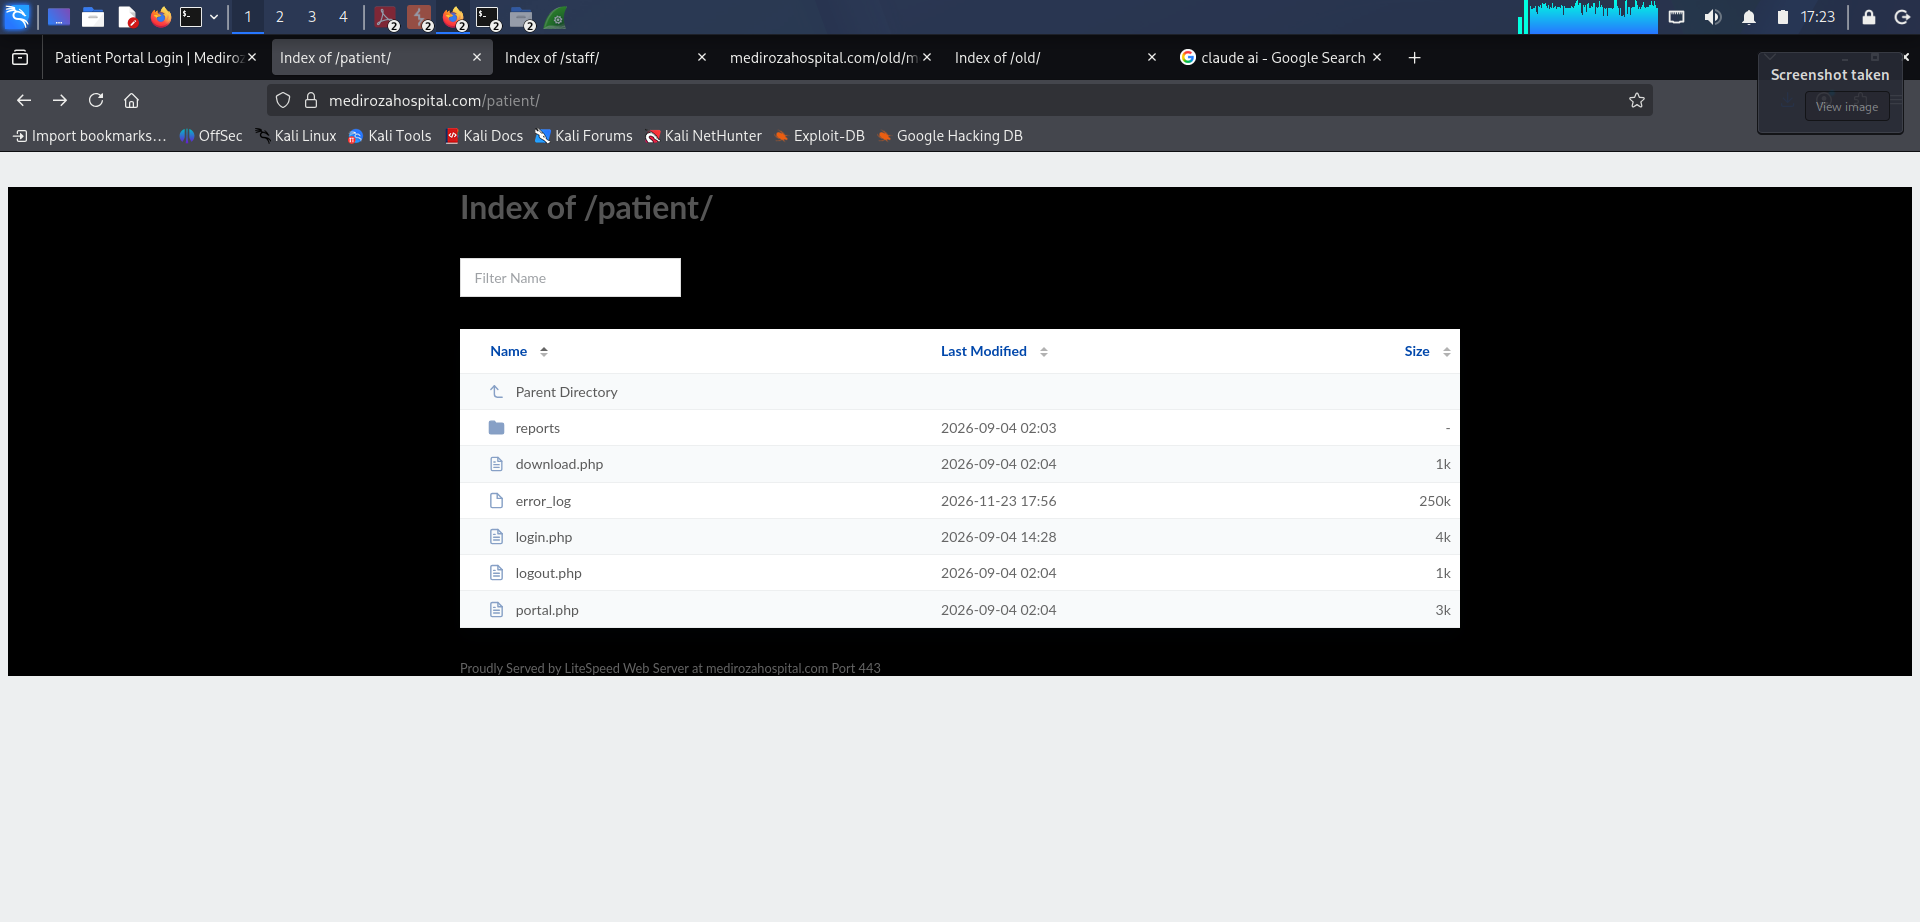 1 2 3 4 2 2 2 2 2 17:23
Patient Portal Login | Mediroz Index of /patient/ Index of /staff/ medirozahospital.com/old/m Index of /old/ claude ai - Google Search
Screenshot taken
View image
medirozahospital.com/patient/
Import bookmarks... OffSec Kali Linux Kali Tools Kali Docs Kali Forums Kali NetHunter Exploit-DB Google Hacking DB
Index of /patient/
Filter Name
Name Last Modified Size
Parent Directory
reports 2026-09-04 02:03 -
download.php 2026-09-04 02:04 1k
error_log 2026-11-23 17:56 250k
login.php 2026-09-04 14:28 4k
logout.php 2026-09-04 02:04 1k
portal.php 2026-09-04 02:04 3k
Proudly Served by LiteSpeed Web Server at medirozahospital.com Port 443